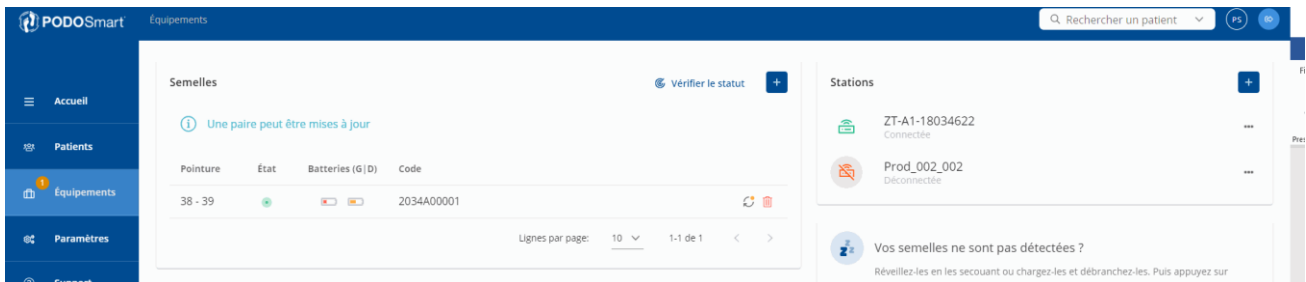 PODOSmart
Équipements
Rechercher un patient
PS
Accueil
Patients
1
Équipements
Paramètres
Support
Semelles
Vérifier le statut
+
Une paire peut être mises à jour
Pointure État Batteries (G|D) Code
38 - 39 2034A00001
Lignes par page: 10 1-1 de 1
Stations
+
ZT-A1-18034622
Connectée
Prod_002_002
Déconnectée
Vos semelles ne sont pas détectées ?
Réveillez-les en les secouant ou chargez-les et débranchez-les. Puis appuyez sur